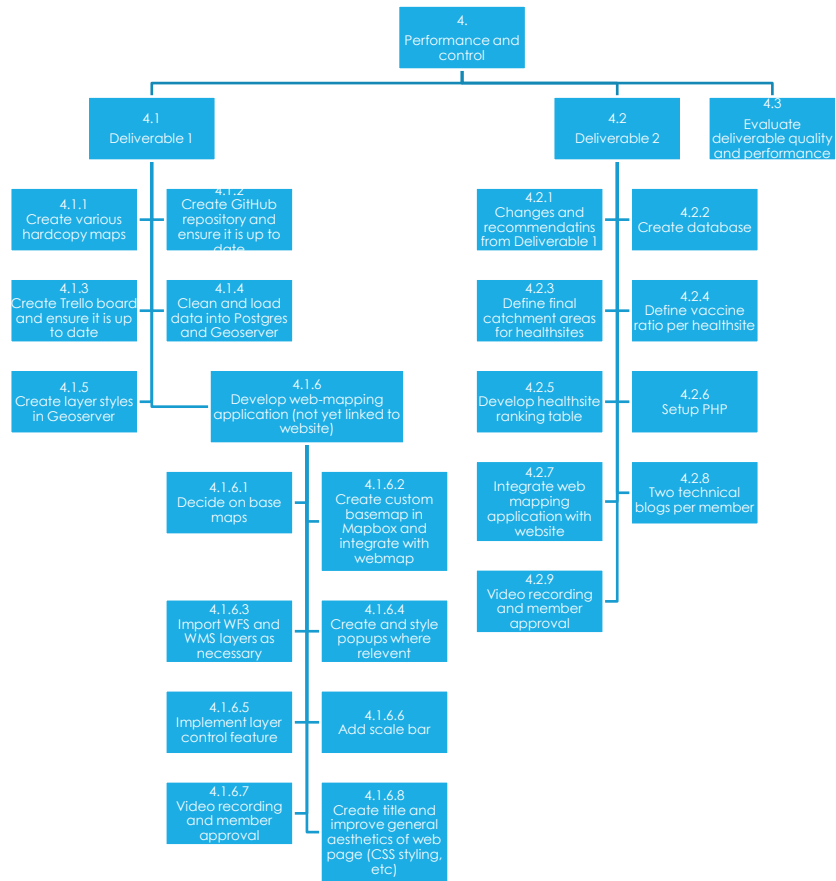 4.
Performance and
control
4.1
Deliverable 1
4.2
Deliverable 2
4.3
Evaluate
deliverable quality
and performance
4.1.1
Create various
hardcopy maps
4.1.2
Create GitHub
repository and
ensure it is up to
date
4.1.3
Create Trello board
and ensure it is up
to date
4.1.4
Clean and load
data into Postgres
and Geoserver
4.1.5
Create layer styles
in Geoserver
4.1.6
Develop web-mapping
application (not yet linked to
website)
4.1.6.1
Decide on base
maps
4.1.6.2
Create custom
basemap in
Mapbox and
integrate with
webmap
4.1.6.3
Import WFS and
WMS layers as
necessary
4.1.6.4
Create and style
popups where
relevent
4.1.6.5
Implement layer
control feature
4.1.6.6
Add scale bar
4.1.6.7
Video recording
and member
approval
4.1.6.8
Create title and
improve general
aesthetics of web
page (CSS styling,
etc)
4.2.1
Changes and
recommendatins
from Deliverable 1
4.2.2
Create database
4.2.3
Define final
catchment areas
for healthsites
4.2.4
Define vaccine
ratio per healthsite
4.2.5
Develop healthsite
ranking table
4.2.6
Setup PHP
4.2.7
Integrate web
mapping
application with
website
4.2.8
Two technical
blogs per member
4.2.9
Video recording
and member
approval